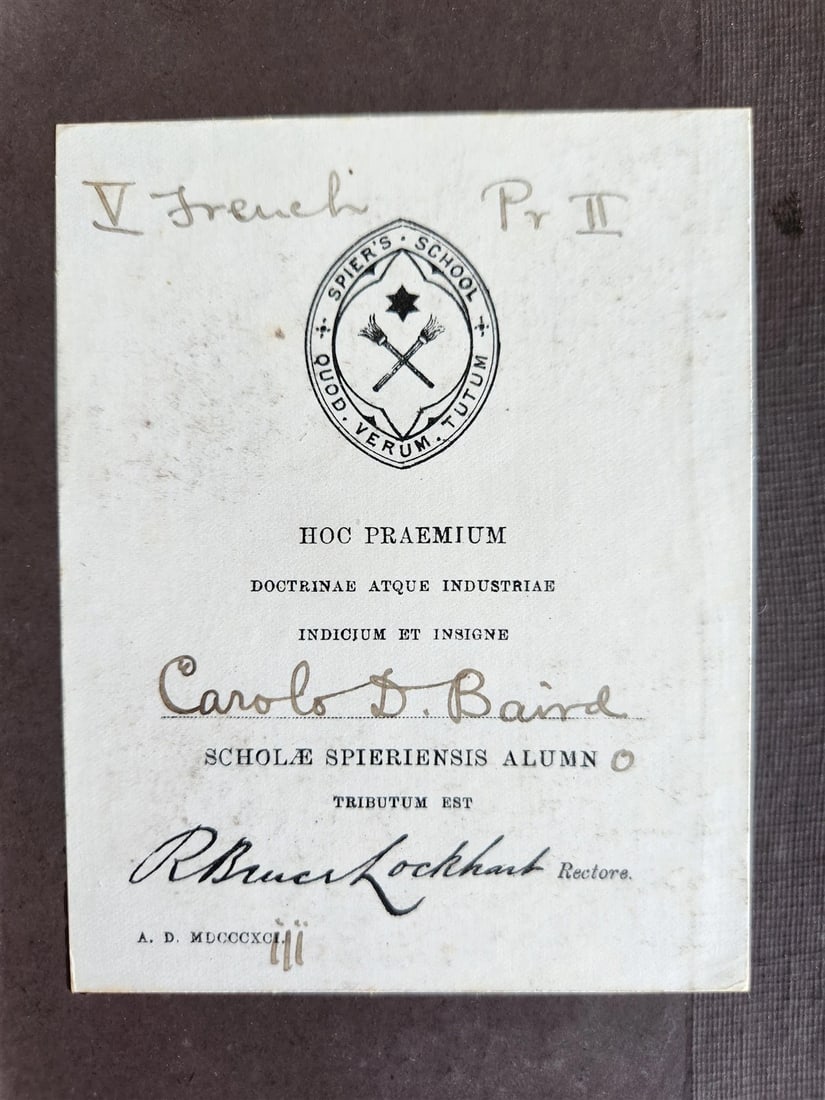 V French Pr II
SPIER'S · SCHOOL
QUOD · VERUM · TUTUM
HOC PRAEMIUM
DOCTRINAE ATQUE INDUSTRIAE
INDICIUM ET INSIGNE
Carolo D. Baird
SCHOLÆ SPIERIENSIS ALUMNO
TRIBUTUM EST
R Bruce Lockhart Rectore.
A. D. MDCCCXCiii